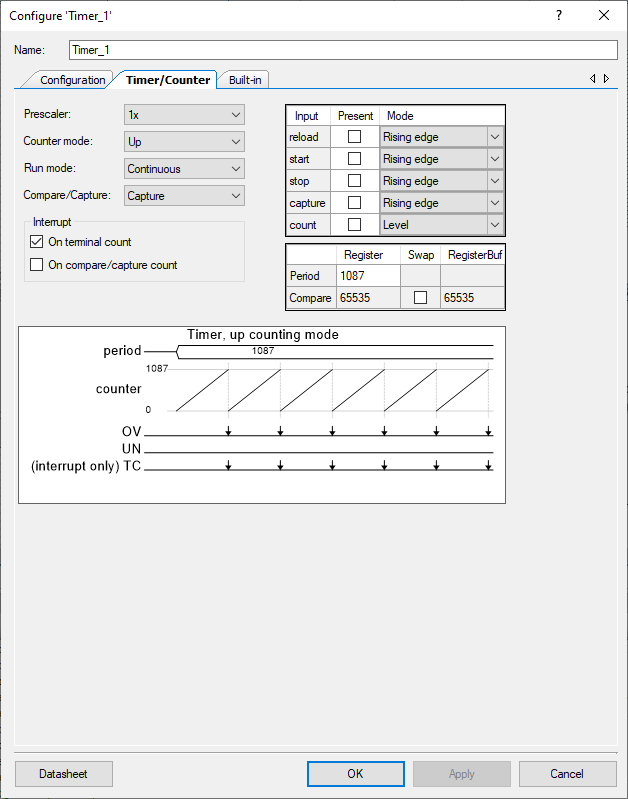 Configure 'Timer_1'
?
Name: Timer_1
Configuration Timer/Counter Built-in
Prescaler: 1x
Counter mode: Up
Run mode: Continuous
Compare/Capture: Capture
Interrupt
On terminal count
On compare/capture count
Input Present Mode
reload Rising edge
start Rising edge
stop Rising edge
capture Rising edge
count Level
Register Swap RegisterBuf
Period 1087
Compare 65535 65535
Timer, up counting mode
period 1087
1087
counter
0
OV
UN
(interrupt only) TC
Datasheet OK Apply Cancel